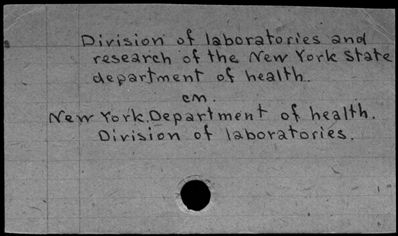 Division of laboratories and
research of the New York State
department of health.
en.
New York. Department of health.
Division of laboratories.